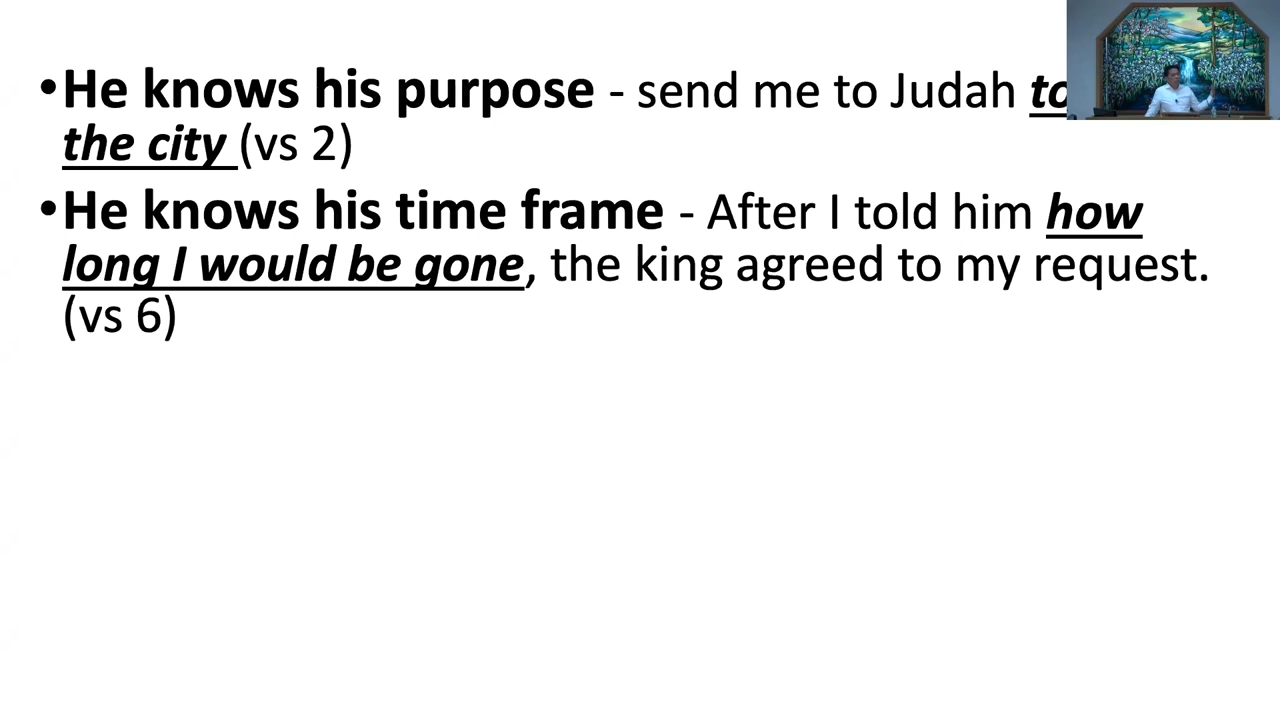 •He knows his purpose - send me to Judah to
the city (vs 2)
•He knows his time frame - After I told him how
long I would be gone, the king agreed to my request.
(vs 6)